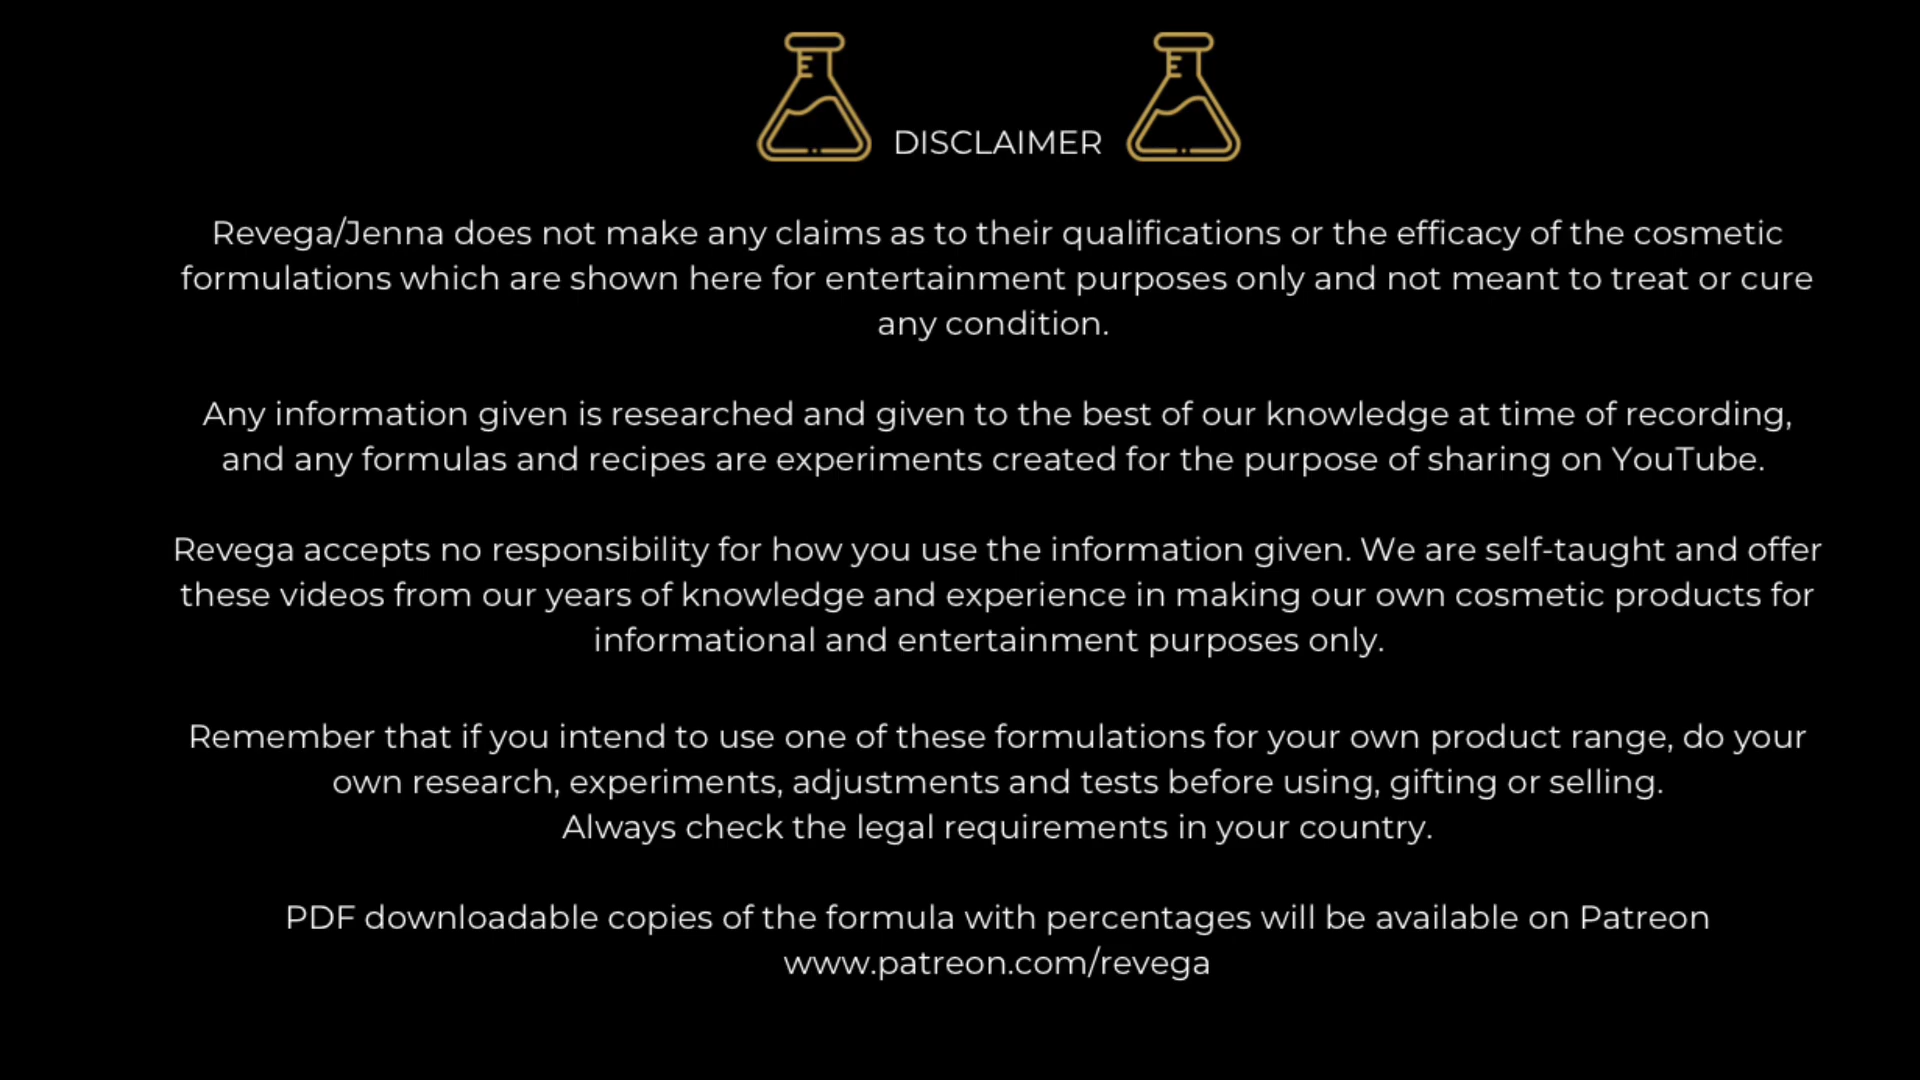 DISCLAIMER
Revega/Jenna does not make any claims as to their qualifications or the efficacy of the cosmetic
formulations which are shown here for entertainment purposes only and not meant to treat or cure
any condition.
Any information given is researched and given to the best of our knowledge at time of recording,
and any formulas and recipes are experiments created for the purpose of sharing on YouTube.
Revega accepts no responsibility for how you use the information given. We are self-taught and offer
these videos from our years of knowledge and experience in making our own cosmetic products for
informational and entertainment purposes only.
Remember that if you intend to use one of these formulations for your own product range, do your
own research, experiments, adjustments and tests before using, gifting or selling.
Always check the legal requirements in your country.
PDF downloadable copies of the formula with percentages will be available on Patreon
www.patreon.com/revega